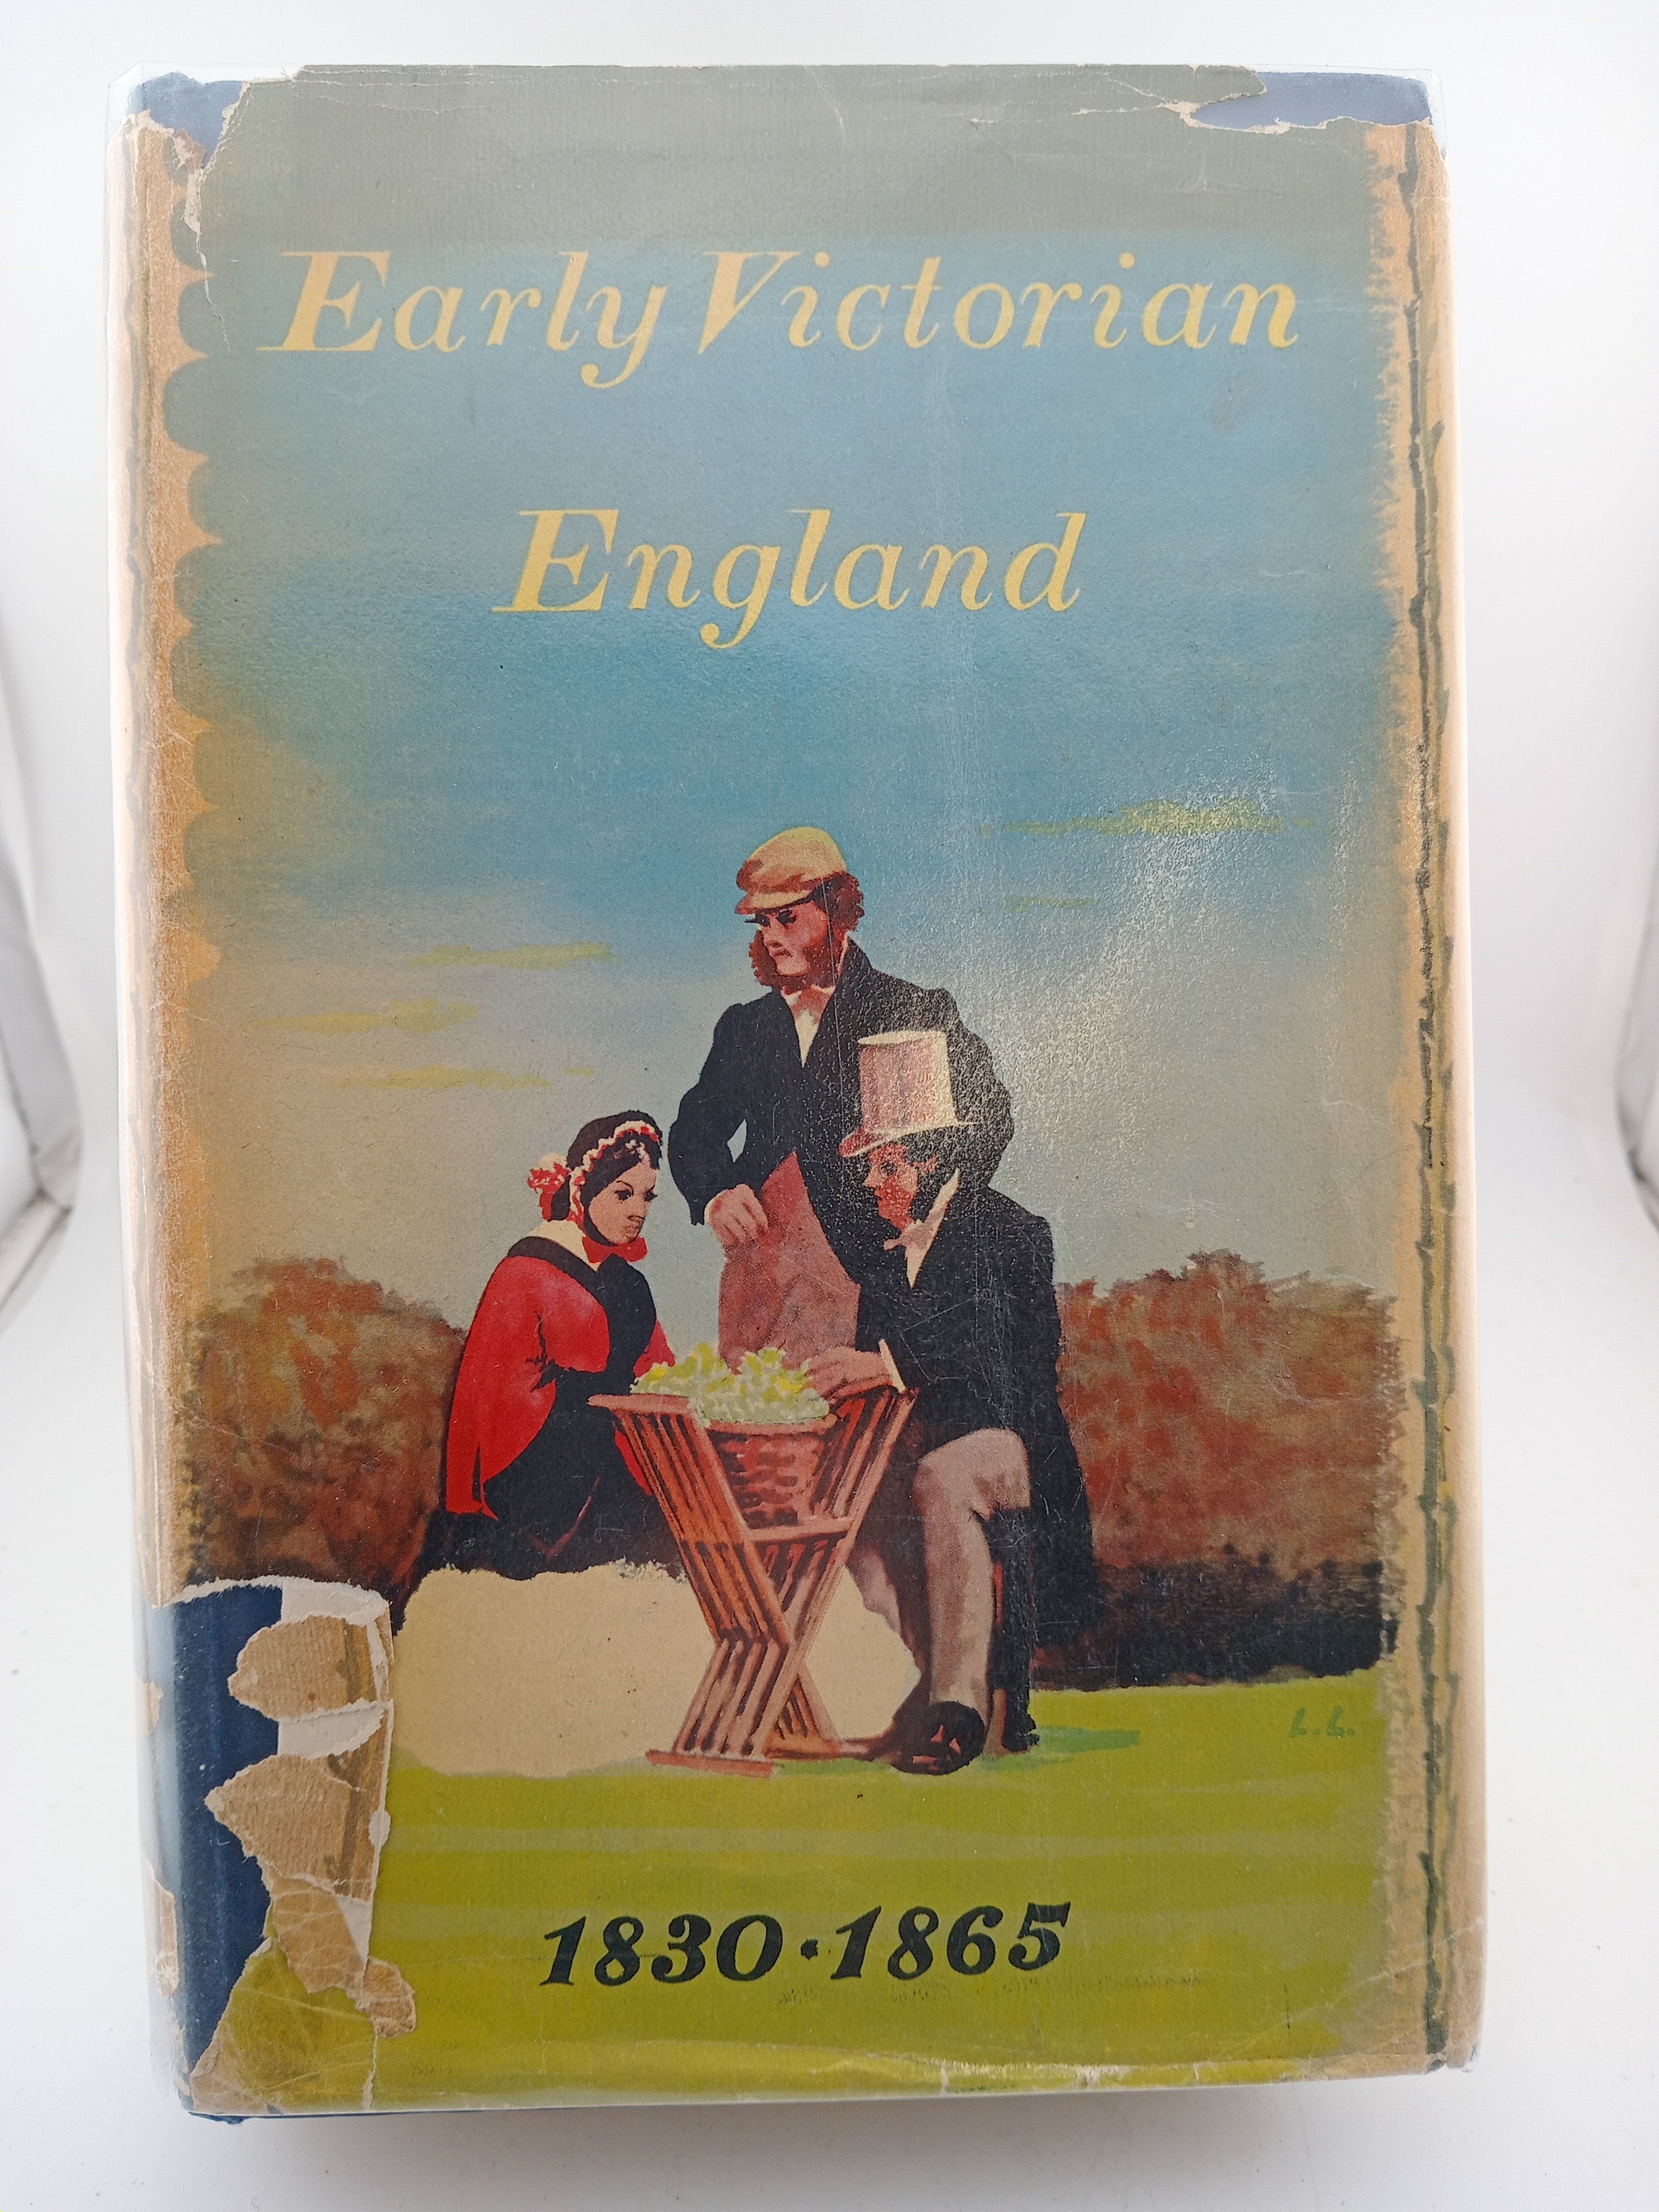 Early Victorian
England
b.b.
1830·1865